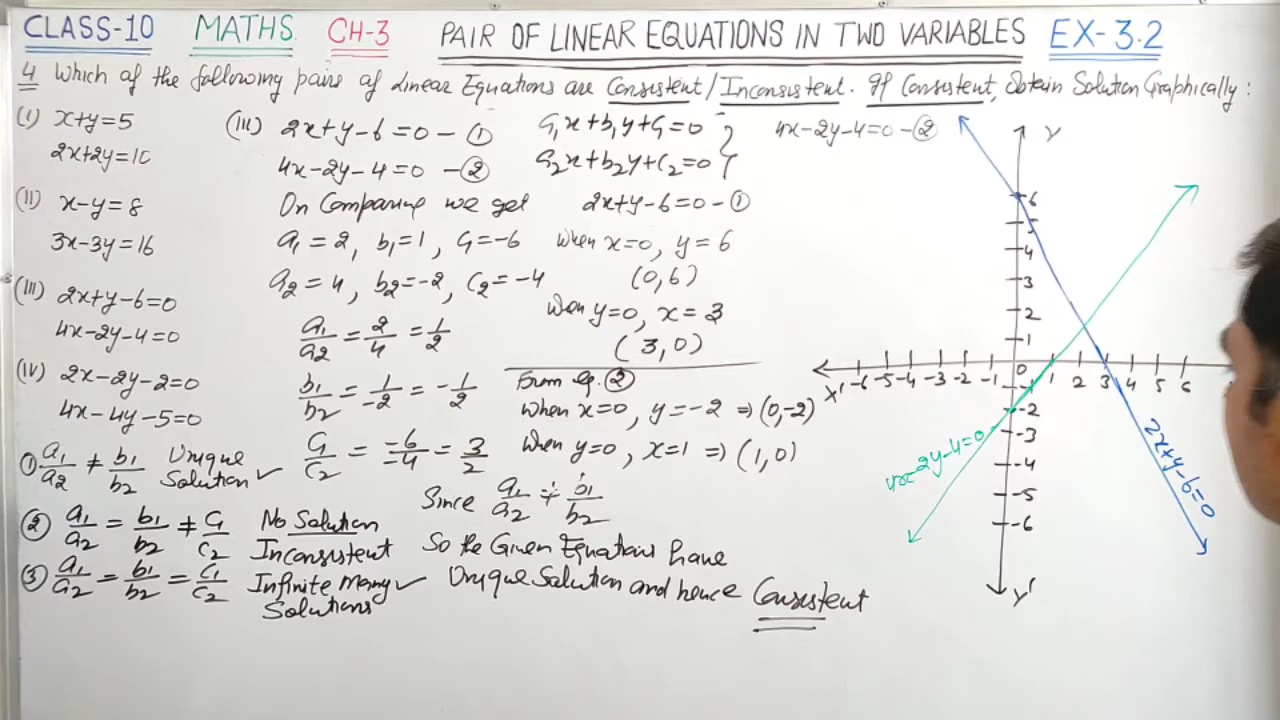 CLASS-10 MATHS CH-3 PAIR OF LINEAR EQUATIONS IN TWO VARIABLES EX-3.2
4 Which of the following pairs of Linear Equations are Consistent/Inconsistent. If Consistent, Obtain Solution Graphically:
(I) x+y=5
2x+2y=10
(II) x-y=8
3x-3y=16
(III) 2x+y-6=0
4x-2y-4=0
(IV) 2x-2y-2=0
4x-4y-5=0
① a1/a2 ≠ b1/b2 Unique Solution ✓
② a1/a2 = b1/b2 ≠ c1/c2 No Solution Inconsistent
③ a1/a2 = b1/b2 = c1/c2 Infinite Many Solutions ✓
(III) 2x+y-6=0 - ①
4x-2y-4=0 - ②
On Comparing we get
a1=2, b1=1, c1=-6
a2=4, b2=-2, c2=-4
a1/a2 = 2/4 = 1/2
b1/b2 = 1/-2 = -1/2
c1/c2 = -6/-4 = 3/2
Since a1/a2 ≠ b1/b2
So the Given Equations have
Unique Solution and hence Consistent
a1x+b1y+c1=0
a2x+b2y+c2=0
2x+y-6=0 - ①
When x=0, y=6
(0,6)
When y=0, x=3
(3,0)
From eq. ②
When x=0, y=-2 ⇒ (0,-2)
When y=0, x=1 ⇒ (1,0)
4x-2y-4=0 - ②
Y
6
5
4
3
2
1
X' -6 -5 -4 -3 -2 -1 0 1 2 3 4 5 6
-1
-2
-3
-4
-5
-6
Y'
4x-2y-4=0
2x+y-6=0